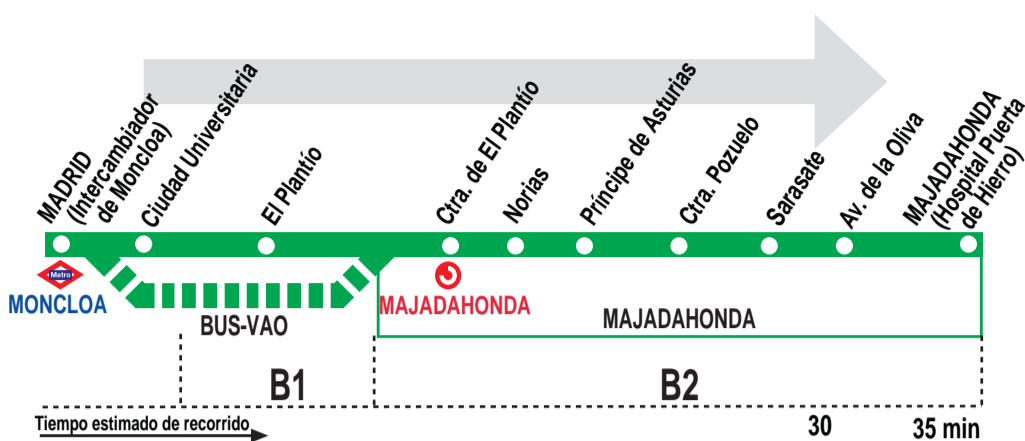 MADRID
(Intercambiador
de Moncloa)
Ciudad Universitaria
El Plantío
Ctra. de El Plantío
Norias
Príncipe de Asturias
Ctra. Pozuelo
Sarasate
Av. de la Oliva
MAJADAHONDA
(Hospital Puerta
de Hierro)
Metro
MONCLOA
BUS-VAO
MAJADAHONDA
MAJADAHONDA
B1
B2
Tiempo estimado de recorrido
30
35 min